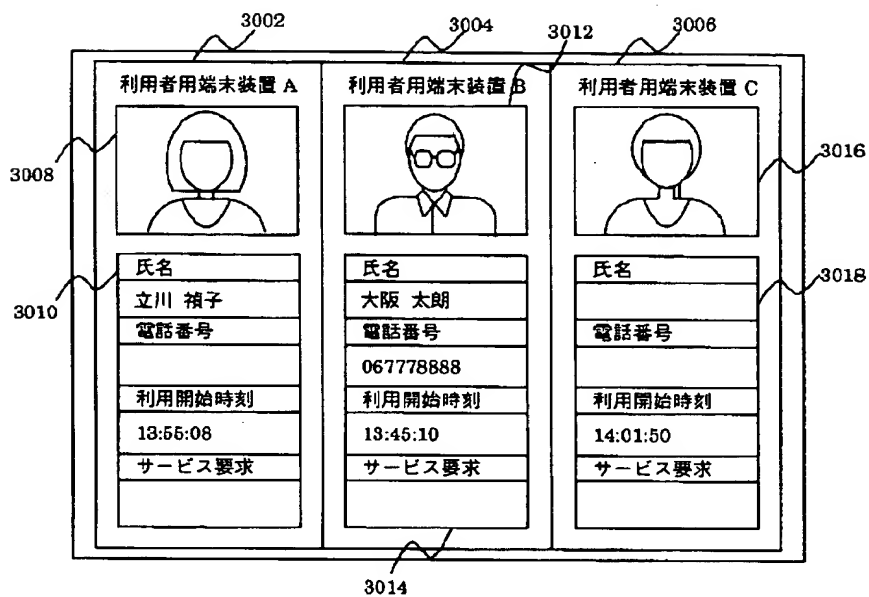 3002
3004
3012
3006
利用者用端末装置 A
利用者用端末装置 B
利用者用端末装置 C
3008
3016
氏名
立川 禎子
電話番号
利用開始時刻
13:55:08
サービス要求
3010
氏名
大阪 太朗
電話番号
067778888
利用開始時刻
13:45:10
サービス要求
3014
氏名
電話番号
利用開始時刻
14:01:50
サービス要求
3018